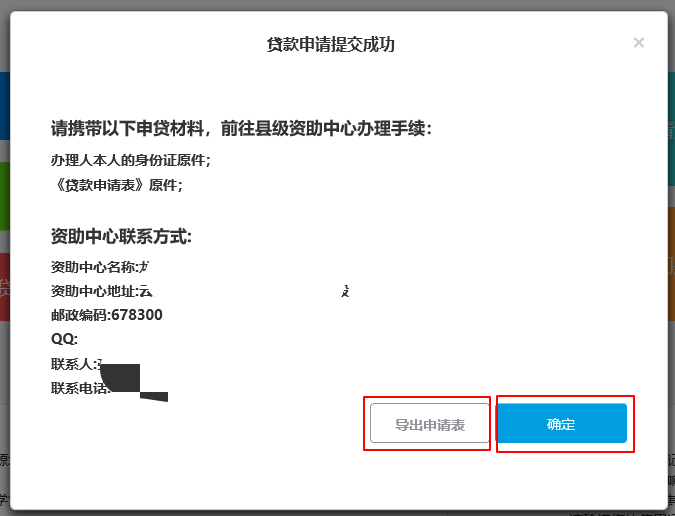 贷款申请提交成功
×
请携带以下申贷材料，前往县级资助中心办理手续：
办理人本人的身份证原件；
《贷款申请表》原件；
资助中心联系方式:
资助中心名称:
资助中心地址:云
邮政编码:678300
QQ:
联系人:
联系电话:
导出申请表
确定